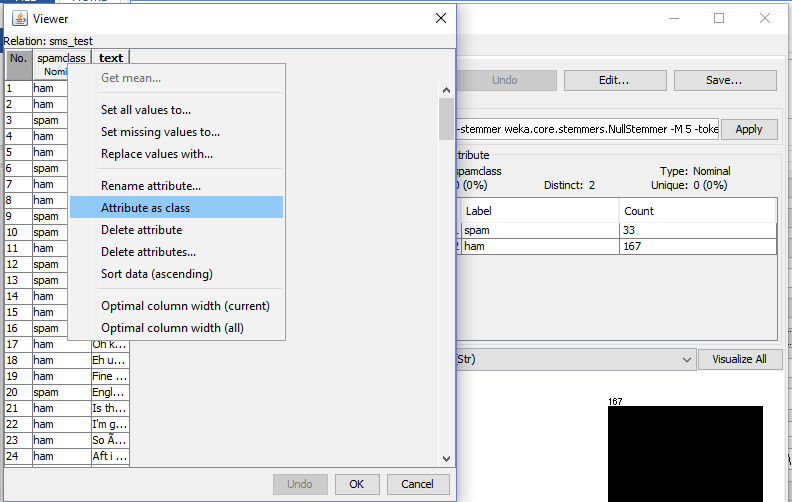 Viewer
Relation: sms_test
No. spamclass text
Nomi
1 ham
2 ham
3 spam
4 ham
5 ham
6 spam
7 ham
8 ham
9 spam
10 spam
11 ham
12 spam
13 spam
14 ham
15 ham
16 spam
17 ham Oh k...
18 ham Eh u...
19 ham Fine ...
20 spam Engl...
21 ham Is th...
22 ham I'm g...
23 ham So Ã...
24 ham Aft i ...
Get mean...
Set all values to...
Set missing values to...
Replace values with...
Rename attribute...
Attribute as class
Delete attribute
Delete attributes...
Sort data (ascending)
Optimal column width (current)
Optimal column width (all)
Undo OK Cancel
Undo Edit... Save...
-stemmer weka.core.stemmers.NullStemmer -M 5 -toke Apply
ttribute
spamclass Type: Nominal
0 (0%) Distinct: 2 Unique: 0 (0%)
Label Count
1 spam 33
2 ham 167
(Str) Visualize All
167